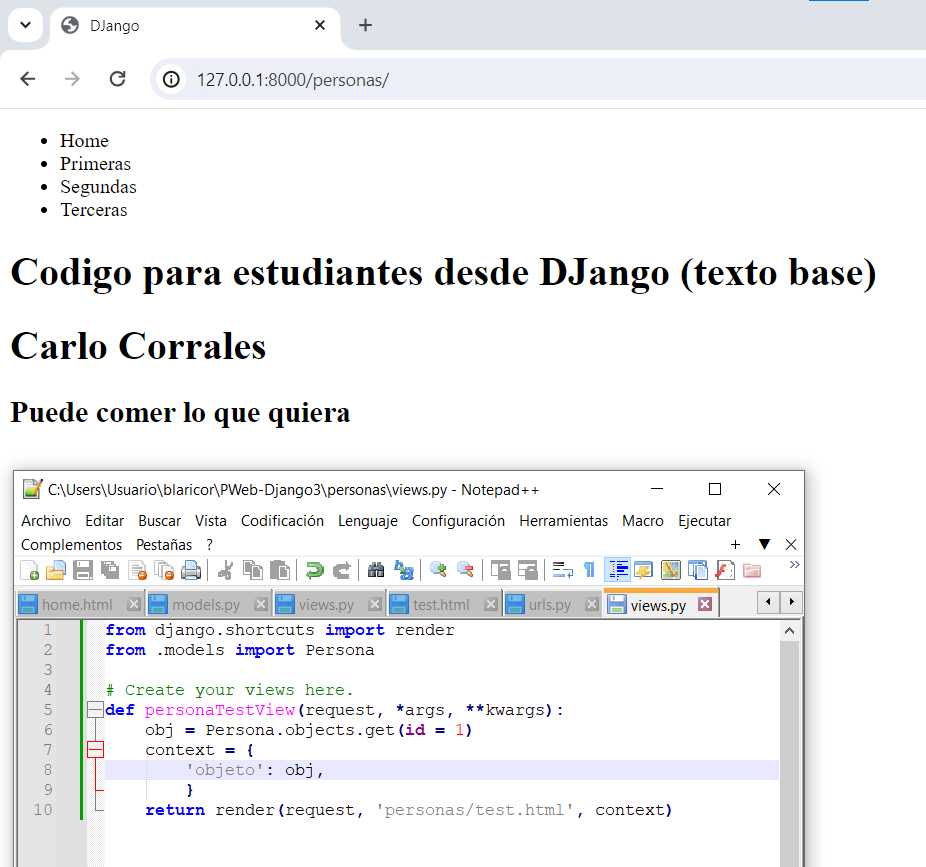 DJango
127.0.0.1:8000/personas/
Home
Primeras
Segundas
Terceras
Codigo para estudiantes desde DJango (texto base)
Carlo Corrales
Puede comer lo que quiera
C:\Users\Usuario\blaricor\PWeb-Django3\personas\views.py - Notepad++
Archivo Editar Buscar Vista Codificación Lenguaje Configuración Herramientas Macro Ejecutar
Complementos Pestañas ?
home.html models.py views.py test.html urls.py views.py
1 from django.shortcuts import render
2 from .models import Persona
3
4 # Create your views here.
5 def personaTestView(request, *args, **kwargs):
6 obj = Persona.objects.get(id = 1)
7 context = {
8 'objeto': obj,
9 }
10 return render(request, 'personas/test.html', context)